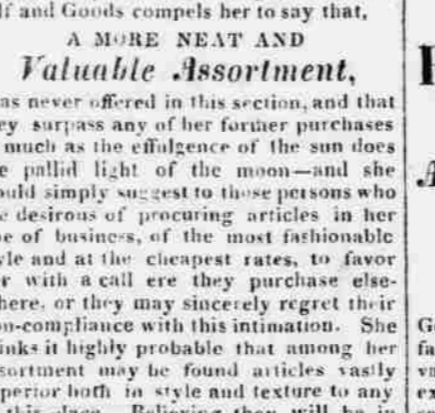 lf and Goods compels her to say that,
A MORE NEAT AND
Valuable Assortment,
as never offered in this section, and that
ey surpass any of her former purchases
much as the effulgence of the sun does
e pallid light of the moon—and she
ould simply suggest to those persons who
e desirous of procuring articles in her
e of business, of the most fashionable
yle and at the cheapest rates, to favor
r with a call ere they purchase else-
here, or they may sincerely regret their
n-compliance with this intimation. She
inks it highly probable that among her
sortment may be found articles vastly
perior both in style and texture to any
this place. Believing they will be in